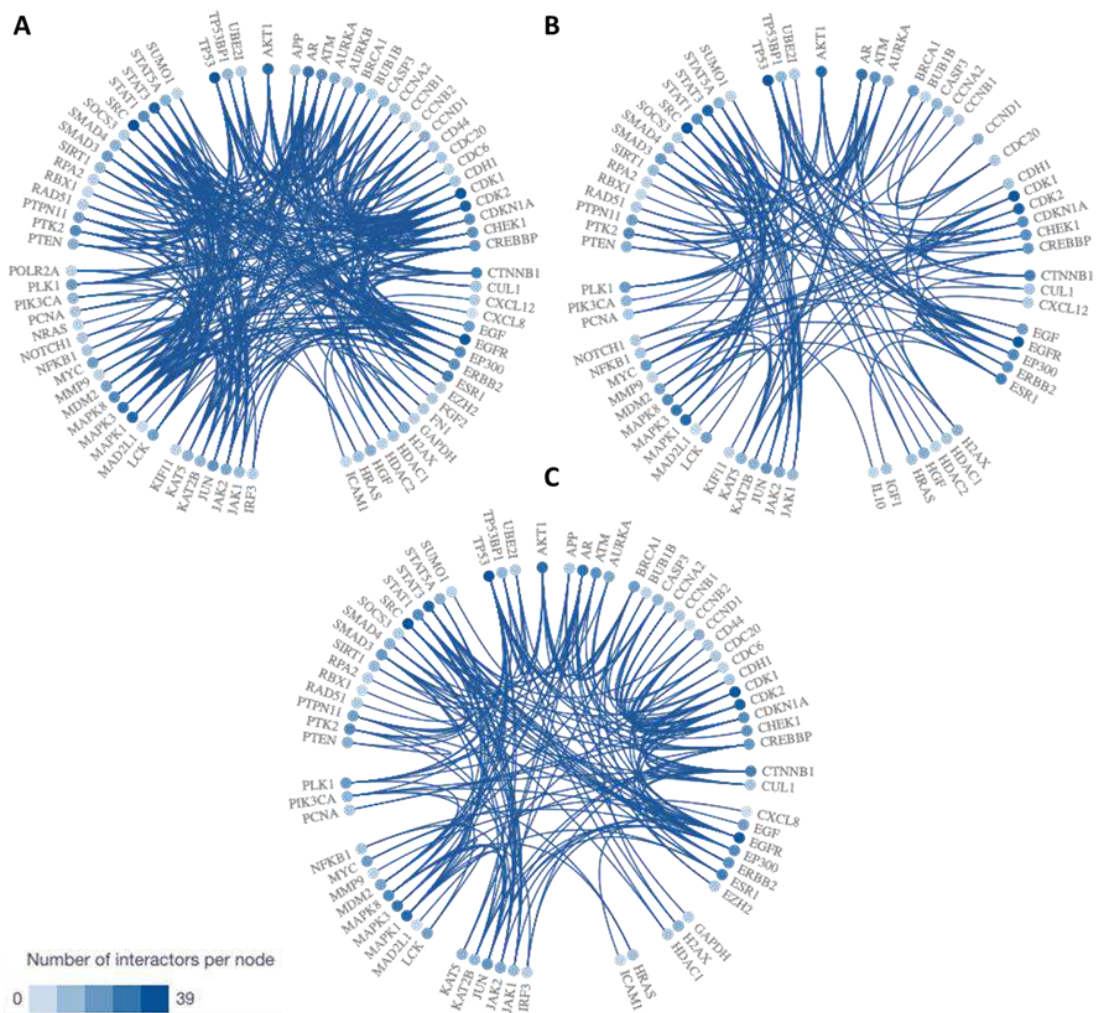 A
TP53
TP53BP1
UBE2I
AKT1
APP
AR
ATM
AURKA
AURKB
BRCA1
BUB1B
CASP3
CCNA2
CCNB1
CCNB2
CCND1
CD44
CDC20
CDC6
CDH1
CDK1
CDK2
CDKN1A
CHEK1
CREBBP
CTNNB1
CUL1
CXCL12
CXCL8
EGF
EGFR
EP300
ERBB2
ESR1
EZH2
FGF2
FN1
GAPDH
H2AX
HDAC1
HDAC2
HGF
HRAS
ICAM1
IRF3
JAK1
JAK2
JUN
KAT2B
KAT5
KIF11
LCK
MAD2L1
MAPK1
MAPK3
MAPK8
MDM2
MMP9
MYC
NFKB1
NOTCH1
NRAS
PCNA
PIK3CA
PLK1
POLR2A
PTEN
PTK2
PTPN11
RAD51
RBX1
RPA2
SIRT1
SMAD3
SMAD4
SOCS3
SRC
STAT1
STAT3
STAT5A
SUMO1
B
TP53
TP53BP1
UBE2I
AKT1
AR
ATM
AURKA
BRCA1
BUB1B
CASP3
CCNA2
CCNB1
CCND1
CDC20
CDH1
CDK1
CDK2
CDKN1A
CHEK1
CREBBP
CTNNB1
CUL1
CXCL12
EGF
EGFR
EP300
ERBB2
ESR1
H2AX
HDAC1
HDAC2
HGF
HRAS
IGF1
IL10
JAK1
JAK2
JUN
KAT2B
KAT5
KIF11
LCK
MAD2L1
MAPK1
MAPK3
MAPK8
MDM2
MMP9
MYC
NFKB1
NOTCH1
PCNA
PIK3CA
PLK1
PTEN
PTK2
PTPN11
RAD51
RBX1
RPA2
SIRT1
SMAD3
SMAD4
SOCS3
SRC
STAT1
STAT3
STAT5A
SUMO1
C
TP53
TP53BP1
UBE2I
AKT1
APP
AR
ATM
AURKA
BRCA1
BUB1B
CASP3
CCNA2
CCNB1
CCNB2
CCND1
CD44
CDC20
CDC6
CDH1
CDK1
CDK2
CDKN1A
CHEK1
CREBBP
CTNNB1
CUL1
CXCL8
EGF
EGFR
EP300
ERBB2
ESR1
EZH2
GAPDH
H2AX
HDAC1
HRAS
ICAM1
IRF3
JAK1
JAK2
JUN
KAT2B
KAT5
LCK
MAD2L1
MAPK1
MAPK3
MAPK8
MDM2
MMP9
MYC
NFKB1
PCNA
PIK3CA
PLK1
PTEN
PTK2
PTPN11
RAD51
RBX1
RPA2
SIRT1
SMAD3
SMAD4
SOCS3
SRC
STAT1
STAT3
STAT5A
SUMO1
Number of interactors per node
0 39